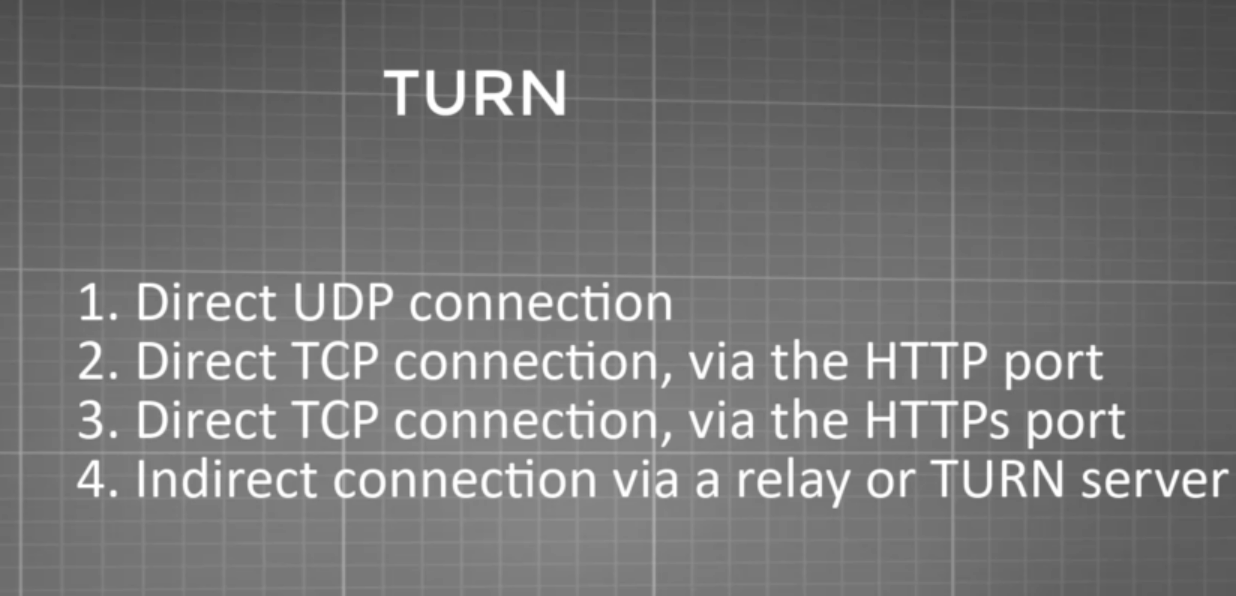 TURN
1. Direct UDP connection
2. Direct TCP connection, via the HTTP port
3. Direct TCP connection, via the HTTPs port
4. Indirect connection via a relay or TURN server